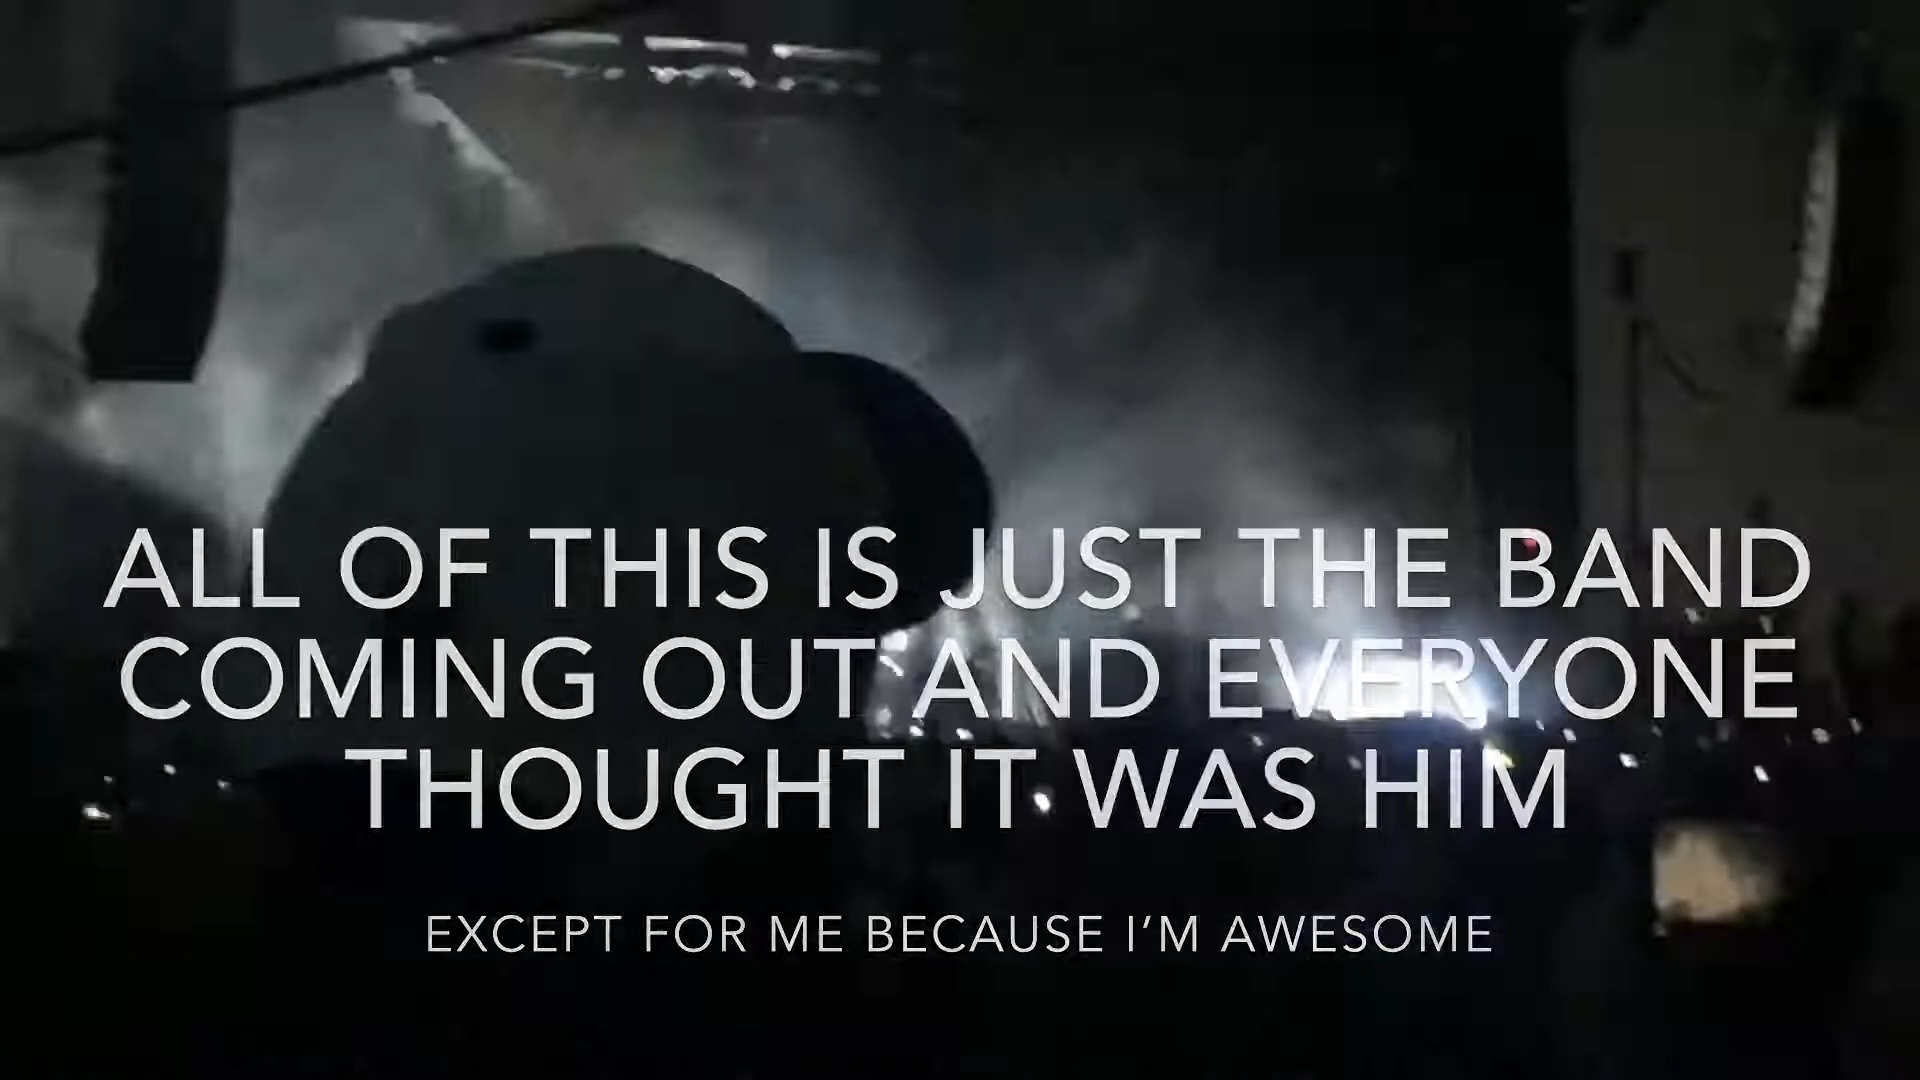 ALL OF THIS IS JUST THE BAND
COMING OUT AND EVERYONE
THOUGHT IT WAS HIM
EXCEPT FOR ME BECAUSE I’M AWESOME